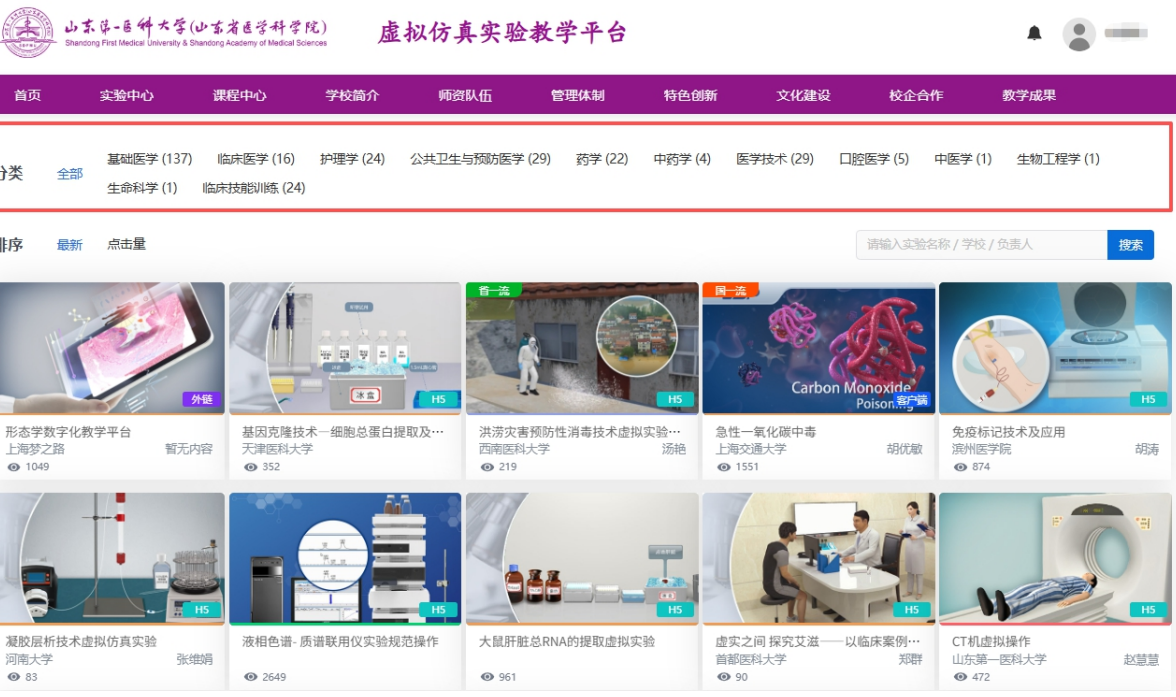 山东第一医科大学(山东省医学科学院)
Shandong First Medical University & Shandong Academy of Medical Sciences
虚拟仿真实验教学平台
首页 实验中心 课程中心 学校简介 师资队伍 管理体制 特色创新 文化建设 校企合作 教学成果
分类 全部 基础医学 (137) 临床医学 (16) 护理学 (24) 公共卫生与预防医学 (29) 药学 (22) 中药学 (4) 医学技术 (29) 口腔医学 (5) 中医学 (1) 生物工程学 (1)
生命科学 (1) 临床技能训练 (24)
排序 最新 点击量 请输入实验名称 / 学校 / 负责人 搜索
省一流 国一流
冰盒 Carbon Monoxide
Poisoning
外链 H5 H5 客户端 H5
形态学数字化教学平台 基因克隆技术—细胞总蛋白提取及··· 洪涝灾害预防性消毒技术虚拟实验··· 急性一氧化碳中毒 免疫标记技术及应用
上海梦之路 暂无内容 天津医科大学 西南医科大学 汤艳 上海交通大学 胡优敏 滨州医学院 胡涛
1049 352 219 1551 874
H5 H5 H5 H5 H5
凝胶层析技术虚拟仿真实验 液相色谱- 质谱联用仪实验规范操作 大鼠肝脏总RNA的提取虚拟实验 虚实之间 探究艾滋——以临床案例··· CT机虚拟操作
河南大学 张维娟 首都医科大学 郑群 山东第一医科大学 赵慧慧
83 2649 961 90 472